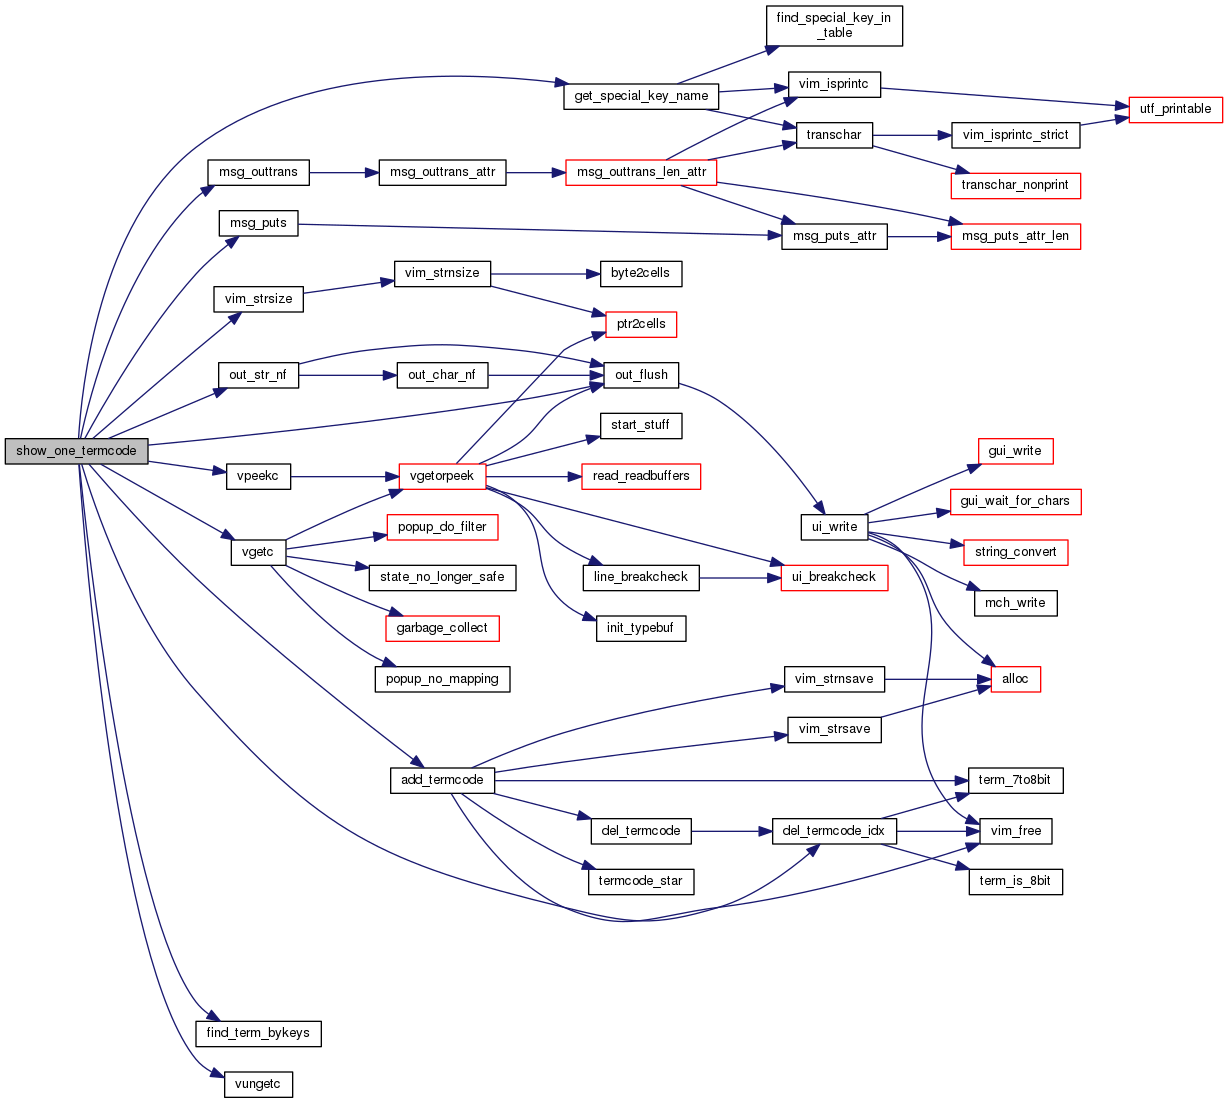 find_special_key_in
_table
get_special_key_name
vim_isprintc
utf_printable
transchar
vim_isprintc_strict
msg_outtrans
msg_outtrans_attr
msg_outtrans_len_attr
transchar_nonprint
msg_puts
msg_puts_attr
msg_puts_attr_len
vim_strsize
vim_strnsize
byte2cells
ptr2cells
out_str_nf
out_char_nf
out_flush
start_stuff
show_one_termcode
vpeekc
vgetorpeek
read_readbuffers
gui_write
gui_wait_for_chars
ui_write
string_convert
mch_write
popup_do_filter
vgetc
state_no_longer_safe
line_breakcheck
ui_breakcheck
garbage_collect
init_typebuf
popup_no_mapping
vim_strnsave
alloc
vim_strsave
add_termcode
term_7to8bit
del_termcode
del_termcode_idx
vim_free
termcode_star
term_is_8bit
find_term_bykeys
vungetc